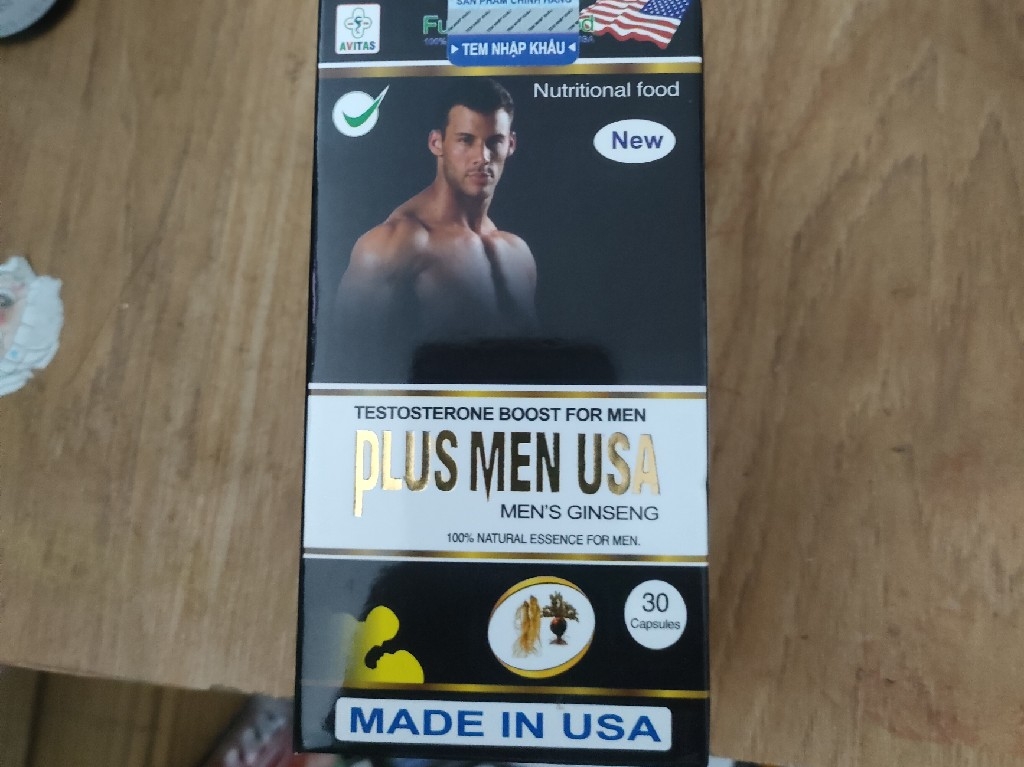 SẢN PHẨM CHÍNH HÃNG
AVITAS
TEM NHẬP KHẨU
Nutritional food
New
TESTOSTERONE BOOST FOR MEN
PLUS MEN USA
MEN'S GINSENG
100% NATURAL ESSENCE FOR MEN.
30
Capsules
MADE IN USA